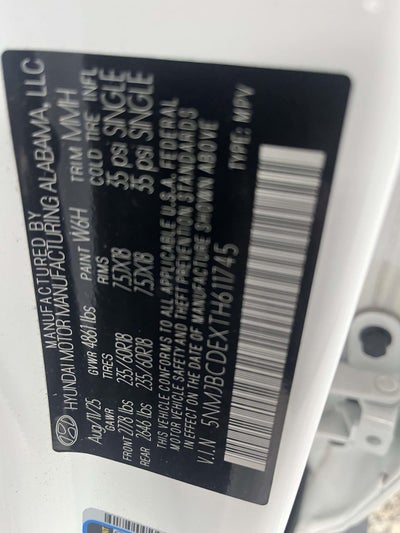 MANUFACTURED BY
HYUNDAI MOTOR MANUFACTURING ALABAMA, LLC
Aug/11/25 GVWR 4861 lbs PAINT W6H TRIM MMH
GAWR TIRES RIMS COLD TIRE INFL
FRONT 2778 lbs 235/60R18 7.5JX18 35 psi SINGLE
REAR 2646 lbs 235/60R18 7.5JX18 35 psi SINGLE
THIS VEHICLE CONFORMS TO ALL APPLICABLE U.S.A. FEDERAL
MOTOR VEHICLE SAFETY AND THEFT PREVENTION STANDARDS
IN EFFECT ON THE DATE OF MANUFACTURE SHOWN ABOVE.
V.I.N 5NMJBCDEXTH611745 TYPE: MPV